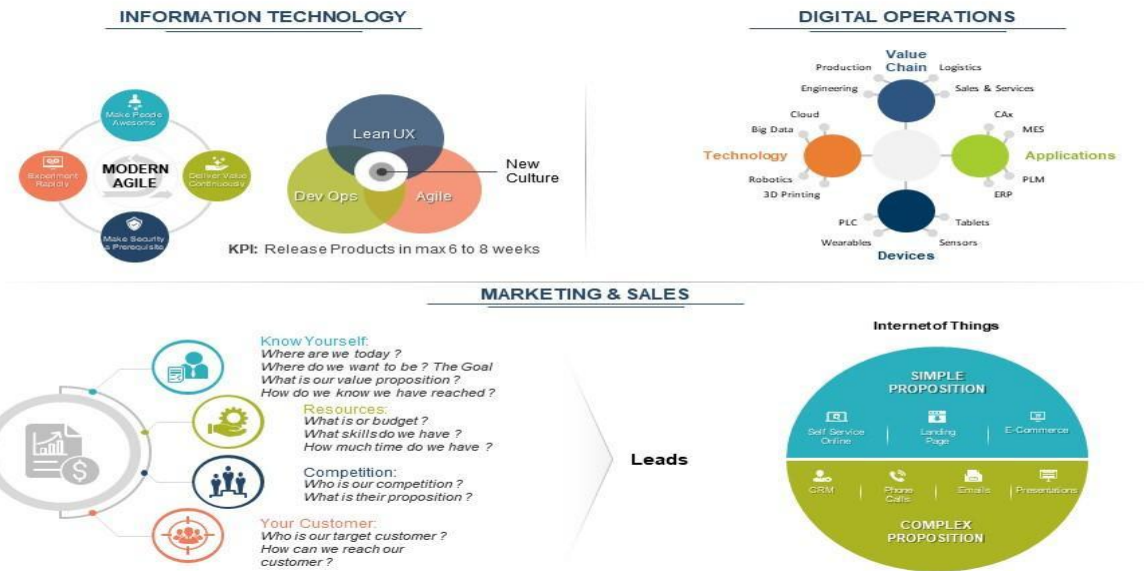 INFORMATION TECHNOLOGY
Make People
Awesome
Experiment
Rapidly
MODERN
AGILE
Deliver Value
Continuously
Make Security
a Prerequisite
Lean UX
Dev Ops
Agile
New
Culture
KPI: Release Products in max 6 to 8 weeks
DIGITAL OPERATIONS
Value
Chain
Production
Logistics
Engineering
Sales & Services
Cloud
Big Data
Technology
Robotics
3D Printing
CAx
MES
Applications
PLM
ERP
PLC
Tablets
Wearables
Sensors
Devices
MARKETING & SALES
Know Yourself:
Where are we today ?
Where do we want to be ? The Goal
What is our value proposition ?
How do we know we have reached ?
Resources:
What is or budget ?
What skills do we have ?
How much time do we have ?
Competition:
Who is our competition ?
What is their proposition ?
Your Customer:
Who is our target customer ?
How can we reach our
customer ?
Leads
Internet of Things
SIMPLE
PROPOSITION
Self Service
Online
Landing
Page
E-Commerce
CRM
Phone
Calls
Emails
Presentations
COMPLEX
PROPOSITION